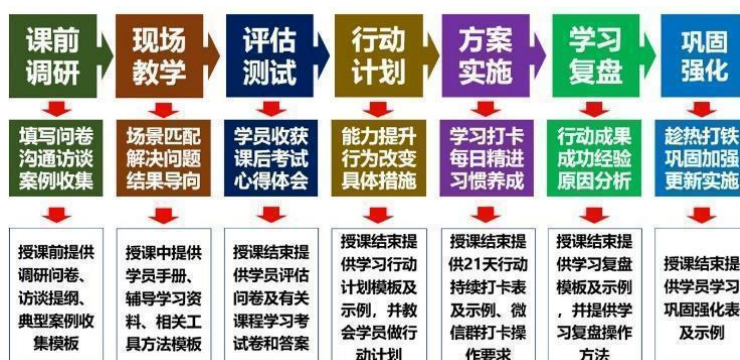 课前
调研
现场
教学
评估
测试
行动
计划
方案
实施
学习
复盘
巩固
强化
填写问卷
沟通访谈
案例收集
场景匹配
解决问题
结果导向
学员收获
课后考试
心得体会
能力提升
行为改变
具体措施
学习打卡
每日精进
习惯养成
行动成果
成功经验
原因分析
趁热打铁
巩固加强
更新实施
授课前提供
调研问卷、
访谈提纲、
典型案例收
集模板
授课中提供
学员手册、
辅导学习资
料、相关工
具方法模板
授课结束提
供学员评估
问卷及有关
课程学习考
试卷和答案
授课结束提
供学习行动
计划模板及
示例，并教
会学员做行
动计划
授课结束提
供21天行动
持续打卡表
及示例、微
信群打卡操
作要求
授课结束提
供学习复盘
模板及示例
，并提供学
习复盘操作
方法
授课结束提
供学员学习
巩固强化表
及示例